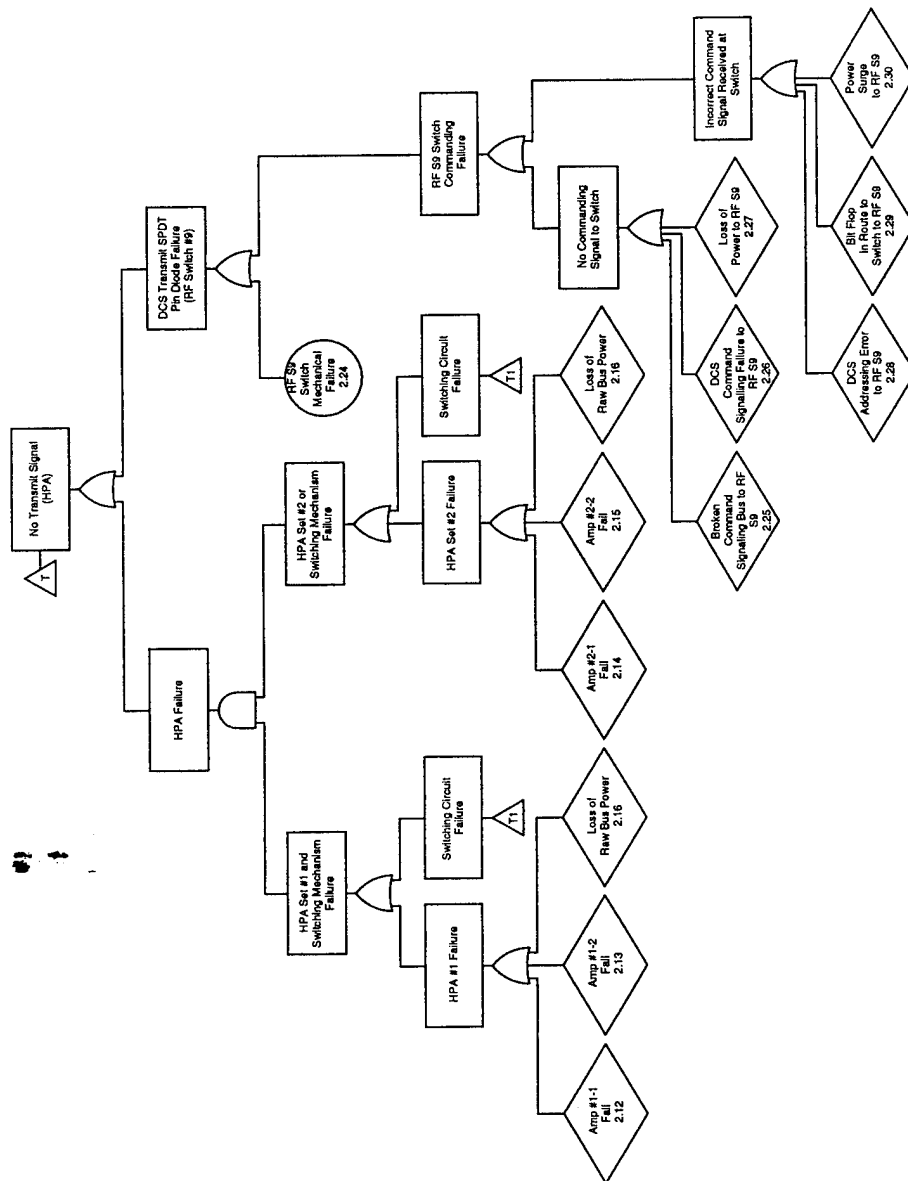 No Transmit Signal
(HPA)
T
HPA Failure
DCS Transmit SPDT
Pin Diode Failure
(RF Switch #9)
HPA Set #1 and
Switching Mechanism
Failure
HPA Set #2 or
Switching Mechanism
Failure
RF S9
Switch
Mechanical
Failure
2.24
RF S9 Switch
Commanding
Failure
HPA #1 Failure
Switching Circuit
Failure
T1
HPA Set #2 Failure
Switching Circuit
Failure
T1
No Commanding
Signal to Switch
Incorrect Command
Signal Received at
Switch
Amp #1-1
Fail
2.12
Amp #1-2
Fail
2.13
Loss of
Raw Bus Power
2.16
Amp #2-1
Fail
2.14
Amp #2-2
Fail
2.15
Loss of
Raw Bus Power
2.16
Broken
Command
Signaling Bus to RF
S9
2.25
DCS
Command
Signalling Failure to
RF S9
2.26
Loss of
Power to RF S9
2.27
DCS
Addressing Error
to RF S9
2.28
Bit Flop
in Route to
Switch to RF S9
2.29
Power
Surge
to RF S9
2.30